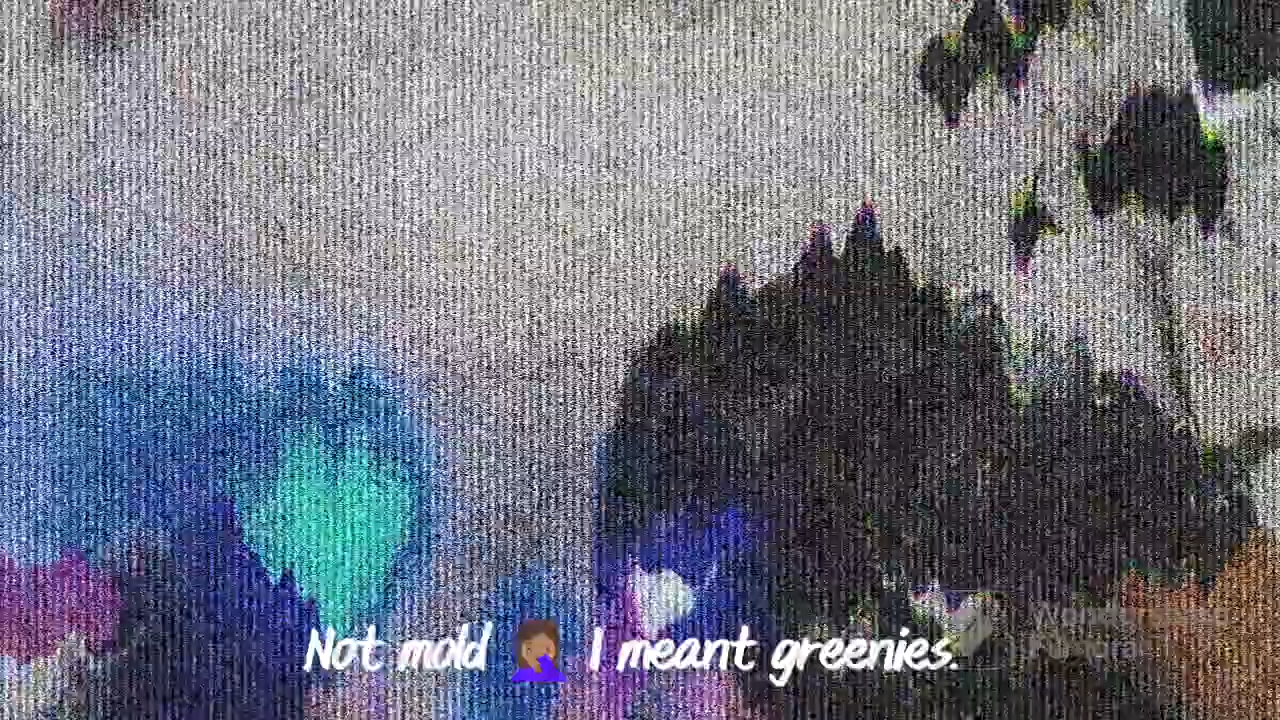 Not mold 🤦🏽‍♀️ I meant greenies.